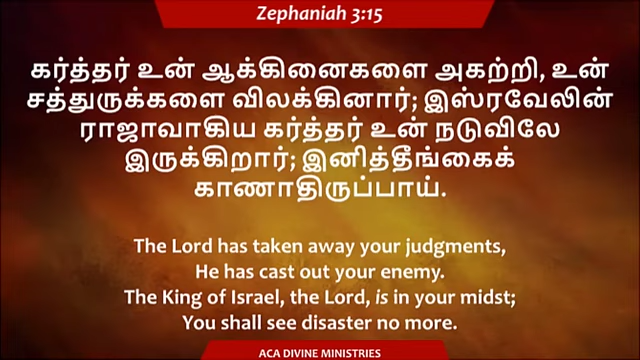 Zephaniah 3:15
கர்த்தர் உன் ஆக்கினைகளை அகற்றி, உன்
சத்துருக்களை விலக்கினார்; இஸ்ரவேலின்
ராஜாவாகிய கர்த்தர் உன் நடுவிலே
இருக்கிறார்; இனித்தீங்கைக்
காணாதிருப்பாய்.
The Lord has taken away your judgments,
He has cast out your enemy.
The King of Israel, the Lord, is in your midst;
You shall see disaster no more.
ACA DIVINE MINISTRIES